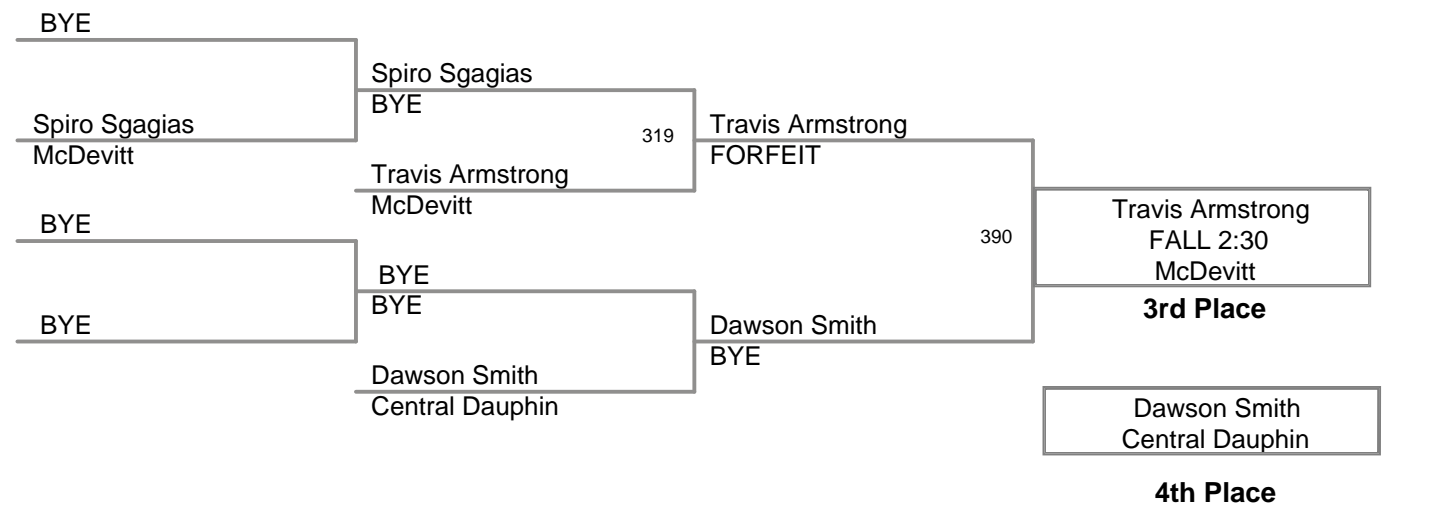 BYE
Spiro Sgagias
McDevitt
BYE
BYE
Spiro Sgagias
BYE
319
Travis Armstrong
McDevitt
BYE
BYE
Dawson Smith
Central Dauphin
Travis Armstrong
FORFEIT
390
Dawson Smith
BYE
Travis Armstrong
FALL 2:30
McDevitt
3rd Place
Dawson Smith
Central Dauphin
4th Place